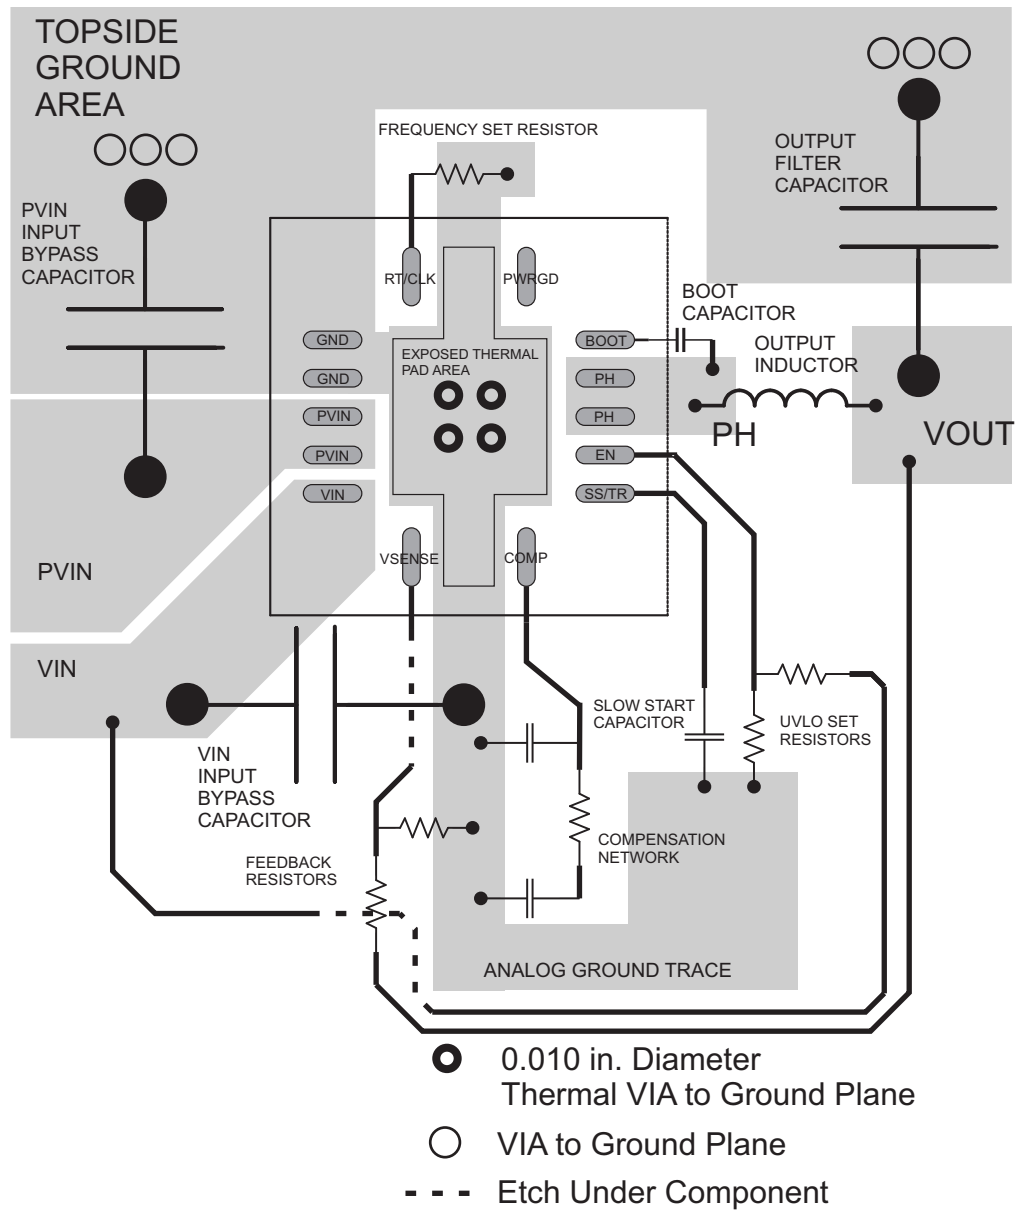 TOPSIDE
GROUND
AREA
FREQUENCY SET RESISTOR
OUTPUT
FILTER
CAPACITOR
PVIN
INPUT
BYPASS
CAPACITOR
RT/CLK
PWRGD
BOOT
CAPACITOR
GND
EXPOSED THERMAL
PAD AREA
BOOT
OUTPUT
INDUCTOR
GND
PH
PVIN
PH
PH
VOUT
PVIN
EN
VIN
SS/TR
VSENSE
COMP
PVIN
VIN
SLOW START
CAPACITOR
UVLO SET
RESISTORS
VIN
INPUT
BYPASS
CAPACITOR
COMPENSATION
NETWORK
FEEDBACK
RESISTORS
ANALOG GROUND TRACE
0.010 in. Diameter
Thermal VIA to Ground Plane
VIA to Ground Plane
Etch Under Component